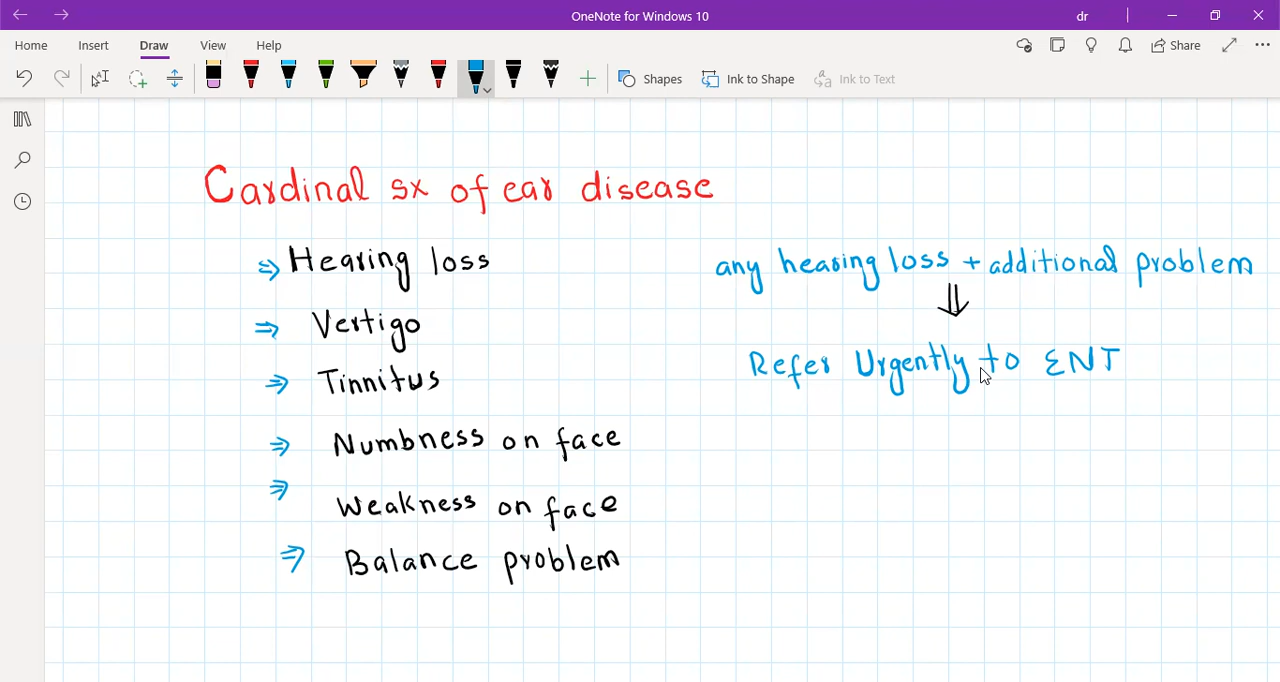 OneNote for Windows 10
dr
Home Insert Draw View Help
Share
Shapes
Ink to Shape
Ink to Text
Cardinal sx of ear disease
⇒ Hearing loss
⇒ Vertigo
⇒ Tinnitus
⇒ Numbness on face
⇒ Weakness on face
⇒ Balance problem
any hearing loss + additional problem
⇓
Refer Urgently to ENT